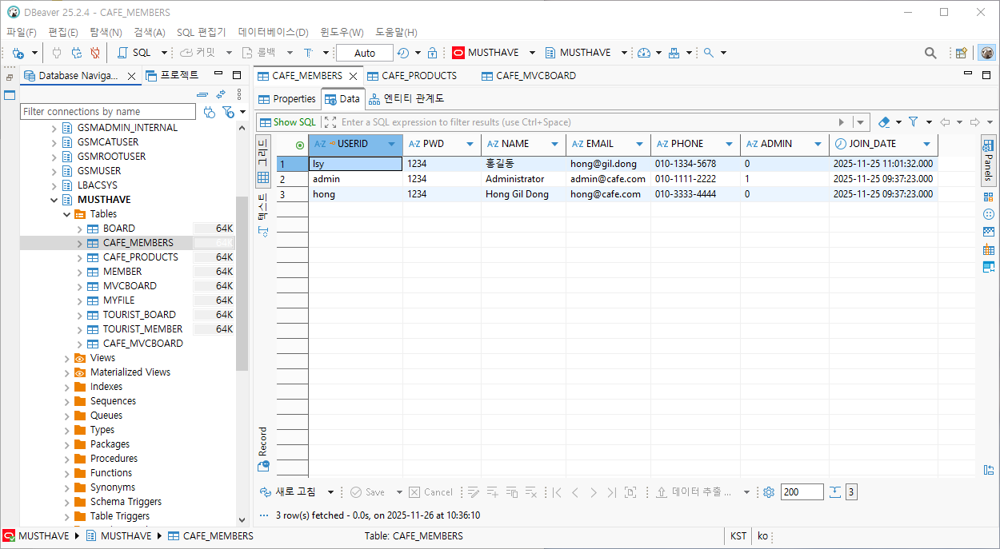 DBeaver 25.2.4 - CAFE_MEMBERS
파일(F) 편집(E) 탐색(N) 검색(A) SQL 편집기 데이터베이스(D) 윈도우(W) 도움말(H)
SQL 커밋 롤백 T Auto MUSTHAVE MUSTHAVE
Database Naviga... 프로젝트
Filter connections by name
GSMADMIN_INTERNAL
GSMCATUSER
GSMROOTUSER
GSMUSER
LBACSYS
MUSTHAVE
Tables
BOARD 64K
CAFE_MEMBERS 64K
CAFE_PRODUCTS 64K
MEMBER 64K
MVCBOARD 64K
MYFILE 64K
TOURIST_BOARD 64K
TOURIST_MEMBER 64K
CAFE_MVCBOARD
Views
Materialized Views
Indexes
Sequences
Queues
Types
Packages
Procedures
Functions
Synonyms
Schema Triggers
Table Triggers
CAFE_MEMBERS CAFE_PRODUCTS CAFE_MVCBOARD
Properties Data 엔티티 관계도
Show SQL Enter a SQL expression to filter results (use Ctrl+Space)
그리드
텍스트
Record
A-Z USERID A-Z PWD A-Z NAME A-Z EMAIL A-Z PHONE A-Z ADMIN JOIN_DATE
1 lsy 1234 홍길동 hong@gil.dong 010-1334-5678 0 2025-11-25 11:01:32.000
2 admin 1234 Administrator admin@cafe.com 010-1111-2222 1 2025-11-25 09:37:23.000
3 hong 1234 Hong Gil Dong hong@cafe.com 010-3333-4444 0 2025-11-25 09:37:23.000
Panels
새로 고침 Save Cancel 데이터 추출 ... 200 3
3 row(s) fetched - 0.0s, on 2025-11-26 at 10:36:10
MUSTHAVE MUSTHAVE CAFE_MEMBERS Table: CAFE_MEMBERS KST ko